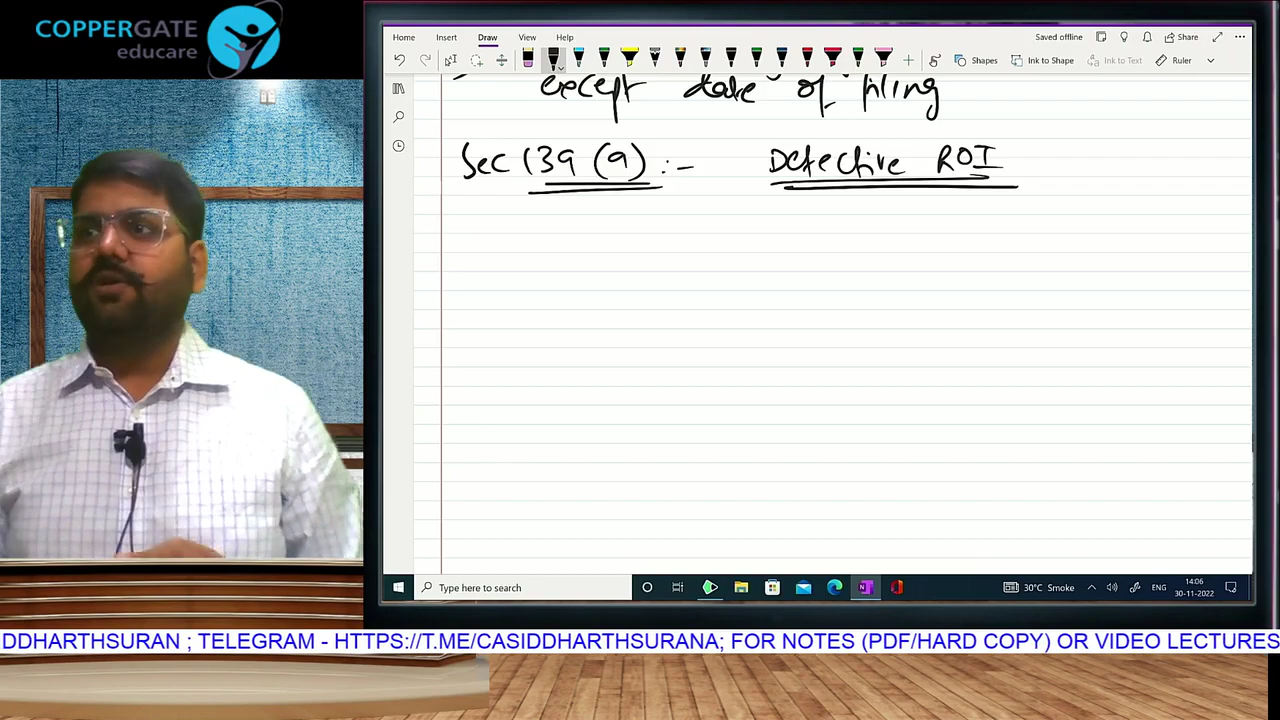 COPPERGATE
educare
Home Insert Draw View Help
Saved offline
Share
Shapes
Ink to Shape
Ink to Text
Ruler
except date of filing
Sec 139 (9) :- Defective ROI
Type here to search
30°C Smoke
ENG
14:06
30-11-2022
DDHARTHSURAN ; TELEGRAM - HTTPS://T.ME/CASIDDHARTHSURANA; FOR NOTES (PDF/HARD COPY) OR VIDEO LECTURES